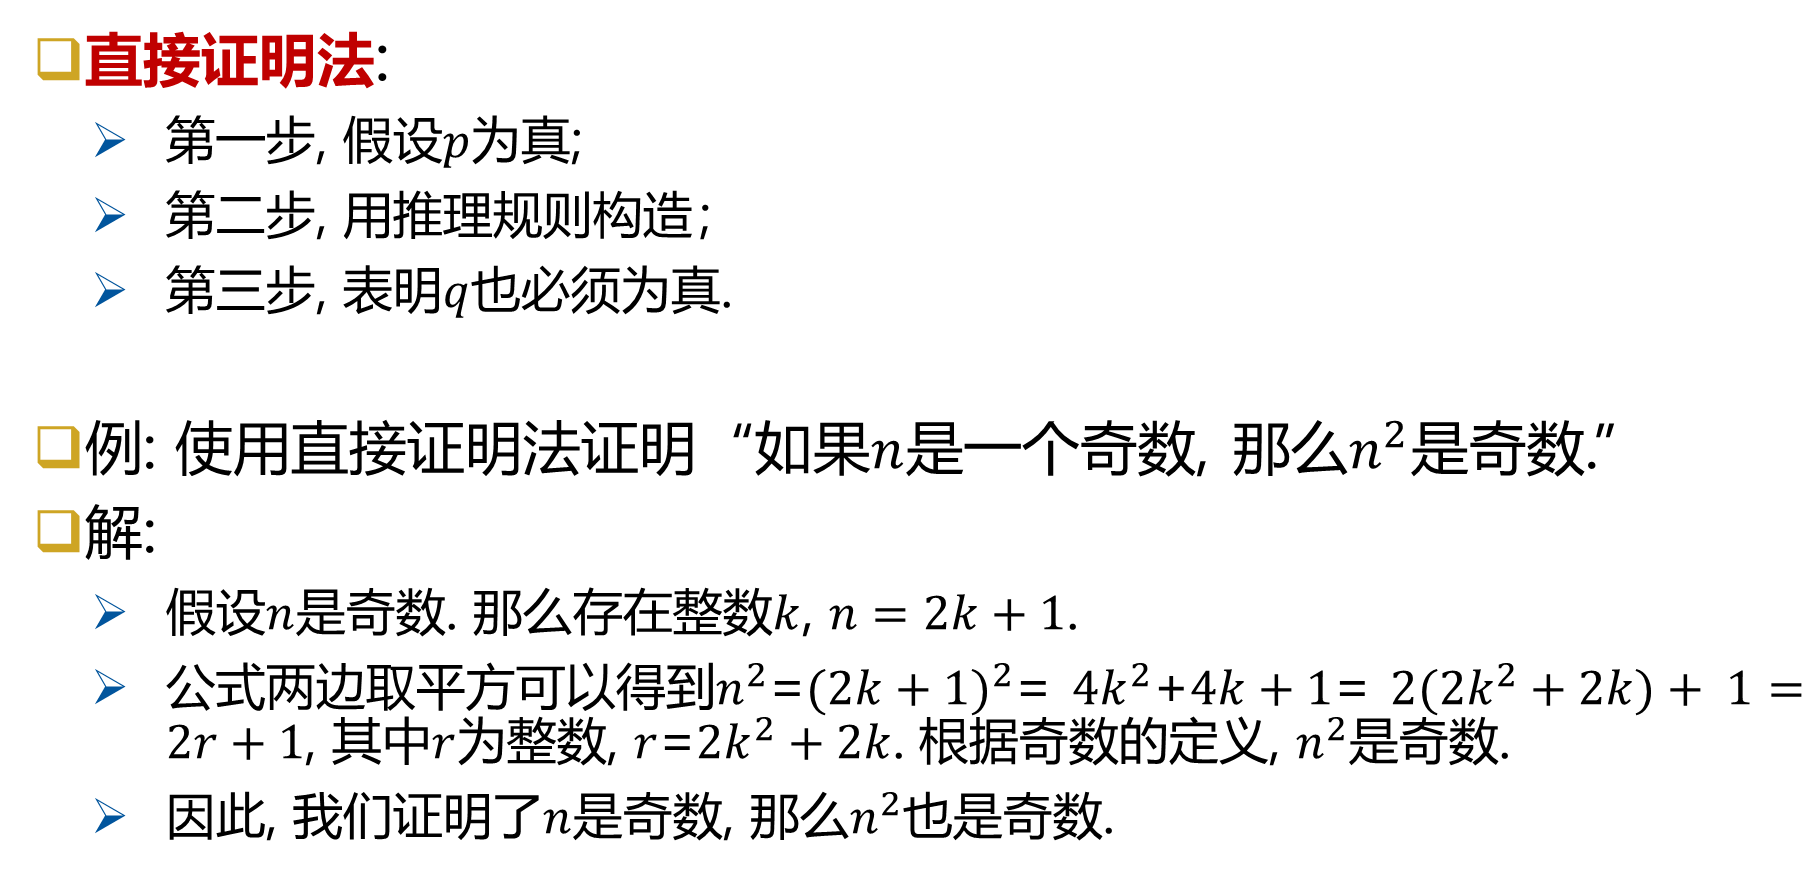 直接证明法:
第一步, 假设p为真;
第二步, 用推理规则构造;
第三步, 表明q也必须为真.
例: 使用直接证明法证明 “如果n是一个奇数, 那么n²是奇数.”
解:
假设n是奇数. 那么存在整数k, n = 2k + 1.
公式两边取平方可以得到n²=(2k + 1)²= 4k²+4k + 1= 2(2k² + 2k) + 1 =
2r + 1, 其中r为整数, r=2k² + 2k. 根据奇数的定义, n²是奇数.
因此, 我们证明了n是奇数, 那么n²也是奇数.